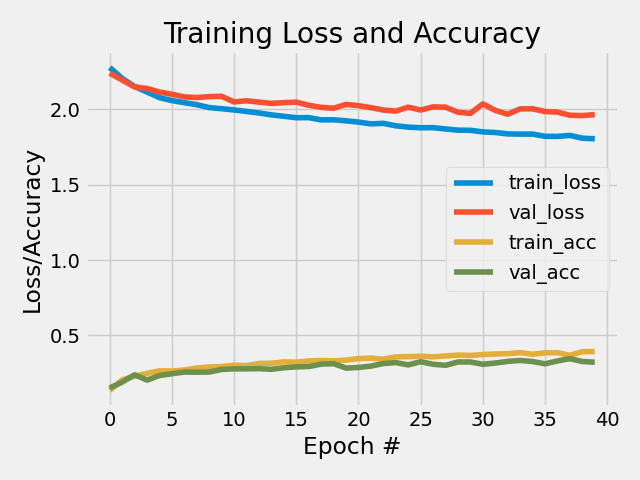 Training Loss and Accuracy
Loss/Accuracy
2.0
1.5
1.0
0.5
train_loss
val_loss
train_acc
val_acc
0 5 10 15 20 25 30 35 40
Epoch #